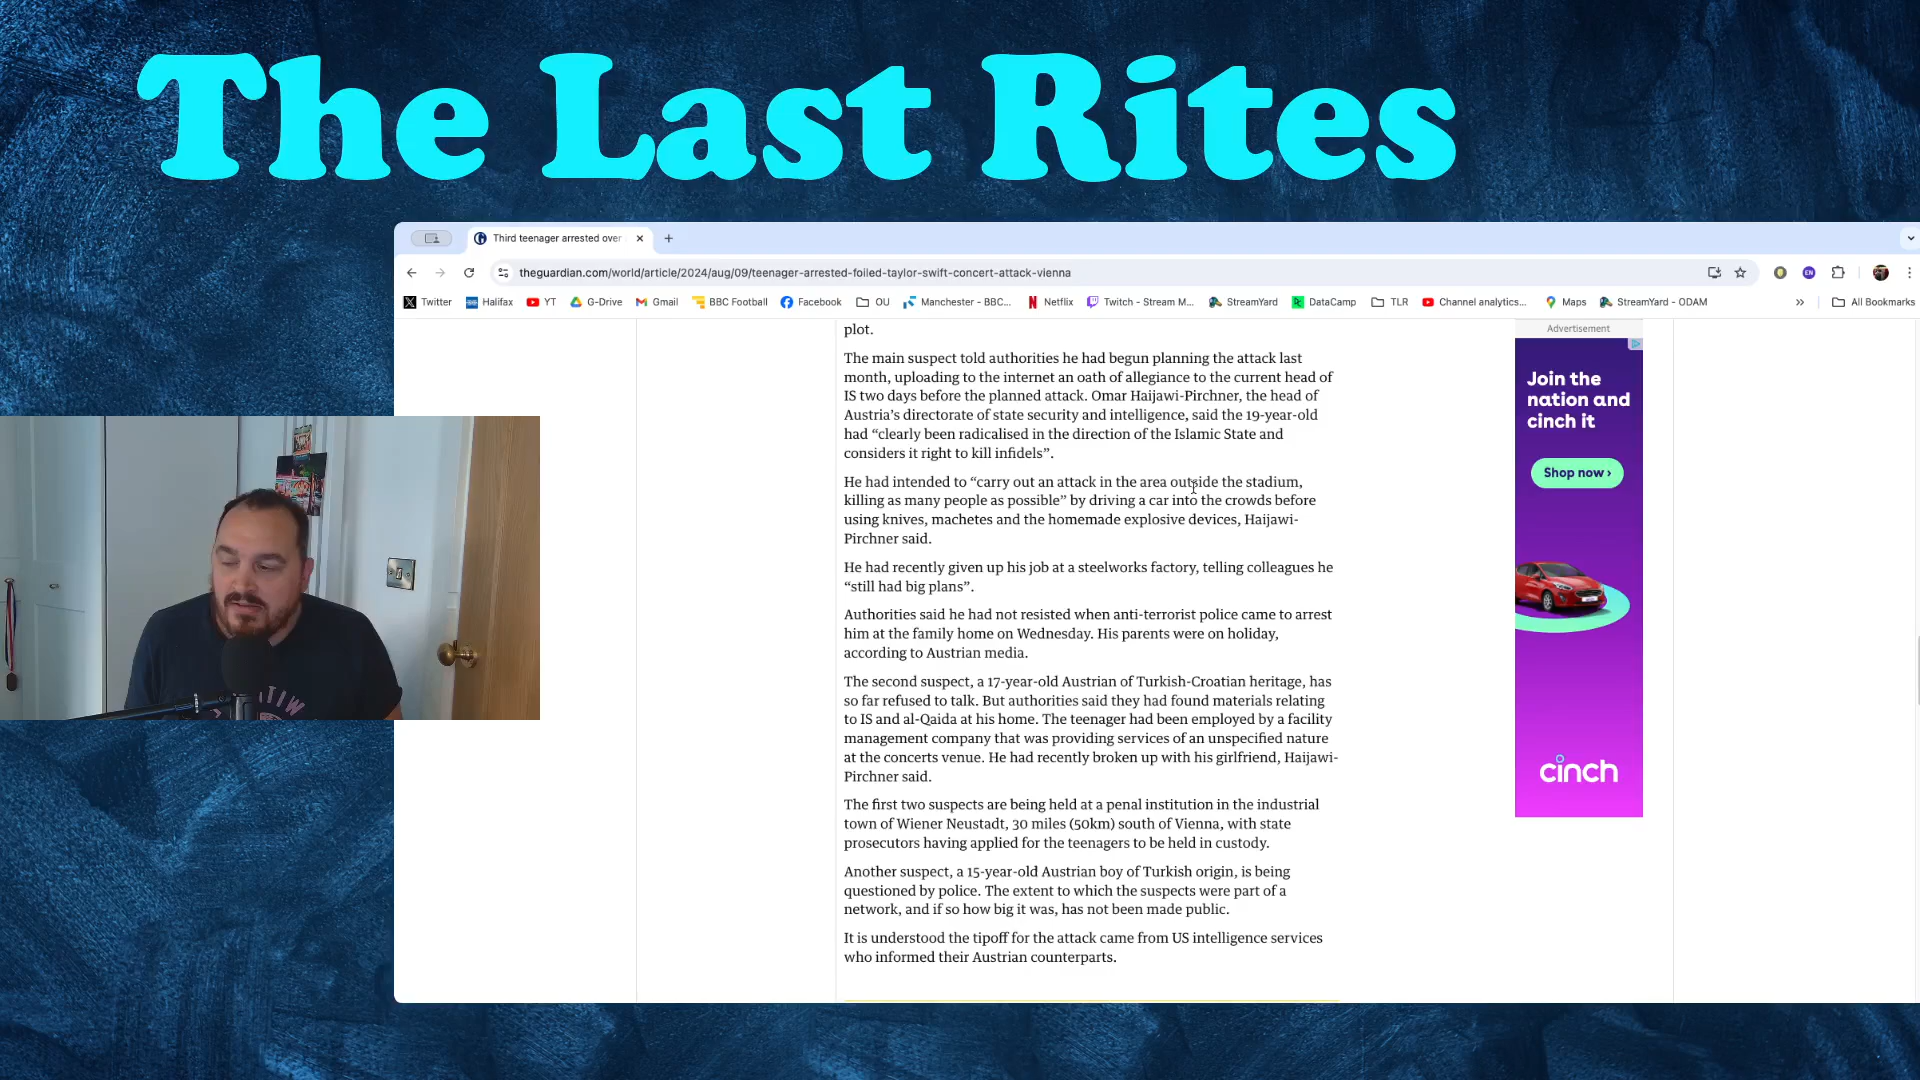 The Last Rites
Third teenager arrested over
theguardian.com/world/article/2024/aug/09/teenager-arrested-foiled-taylor-swift-concert-attack-vienna
Twitter Halifax YT G-Drive Gmail BBC Football Facebook OU Manchester - BBC... Netflix Twitch - Stream M... StreamYard DataCamp TLR Channel analytics... Maps StreamYard - ODAM All Bookmarks
plot.
The main suspect told authorities he had begun planning the attack last
month, uploading to the internet an oath of allegiance to the current head of
IS two days before the planned attack. Omar Haijawi-Pirchner, the head of
Austria’s directorate of state security and intelligence, said the 19-year-old
had “clearly been radicalised in the direction of the Islamic State and
considers it right to kill infidels”.
He had intended to “carry out an attack in the area outside the stadium,
killing as many people as possible” by driving a car into the crowds before
using knives, machetes and the homemade explosive devices, Haijawi-
Pirchner said.
He had recently given up his job at a steelworks factory, telling colleagues he
“still had big plans”.
Authorities said he had not resisted when anti-terrorist police came to arrest
him at the family home on Wednesday. His parents were on holiday,
according to Austrian media.
The second suspect, a 17-year-old Austrian of Turkish-Croatian heritage, has
so far refused to talk. But authorities said they had found materials relating
to IS and al-Qaida at his home. The teenager had been employed by a facility
management company that was providing services of an unspecified nature
at the concerts venue. He had recently broken up with his girlfriend, Haijawi-
Pirchner said.
The first two suspects are being held at a penal institution in the industrial
town of Wiener Neustadt, 30 miles (50km) south of Vienna, with state
prosecutors having applied for the teenagers to be held in custody.
Another suspect, a 15-year-old Austrian boy of Turkish origin, is being
questioned by police. The extent to which the suspects were part of a
network, and if so how big it was, has not been made public.
It is understood the tipoff for the attack came from US intelligence services
who informed their Austrian counterparts.
Advertisement
Join the
nation and
cinch it
Shop now ›
cinch